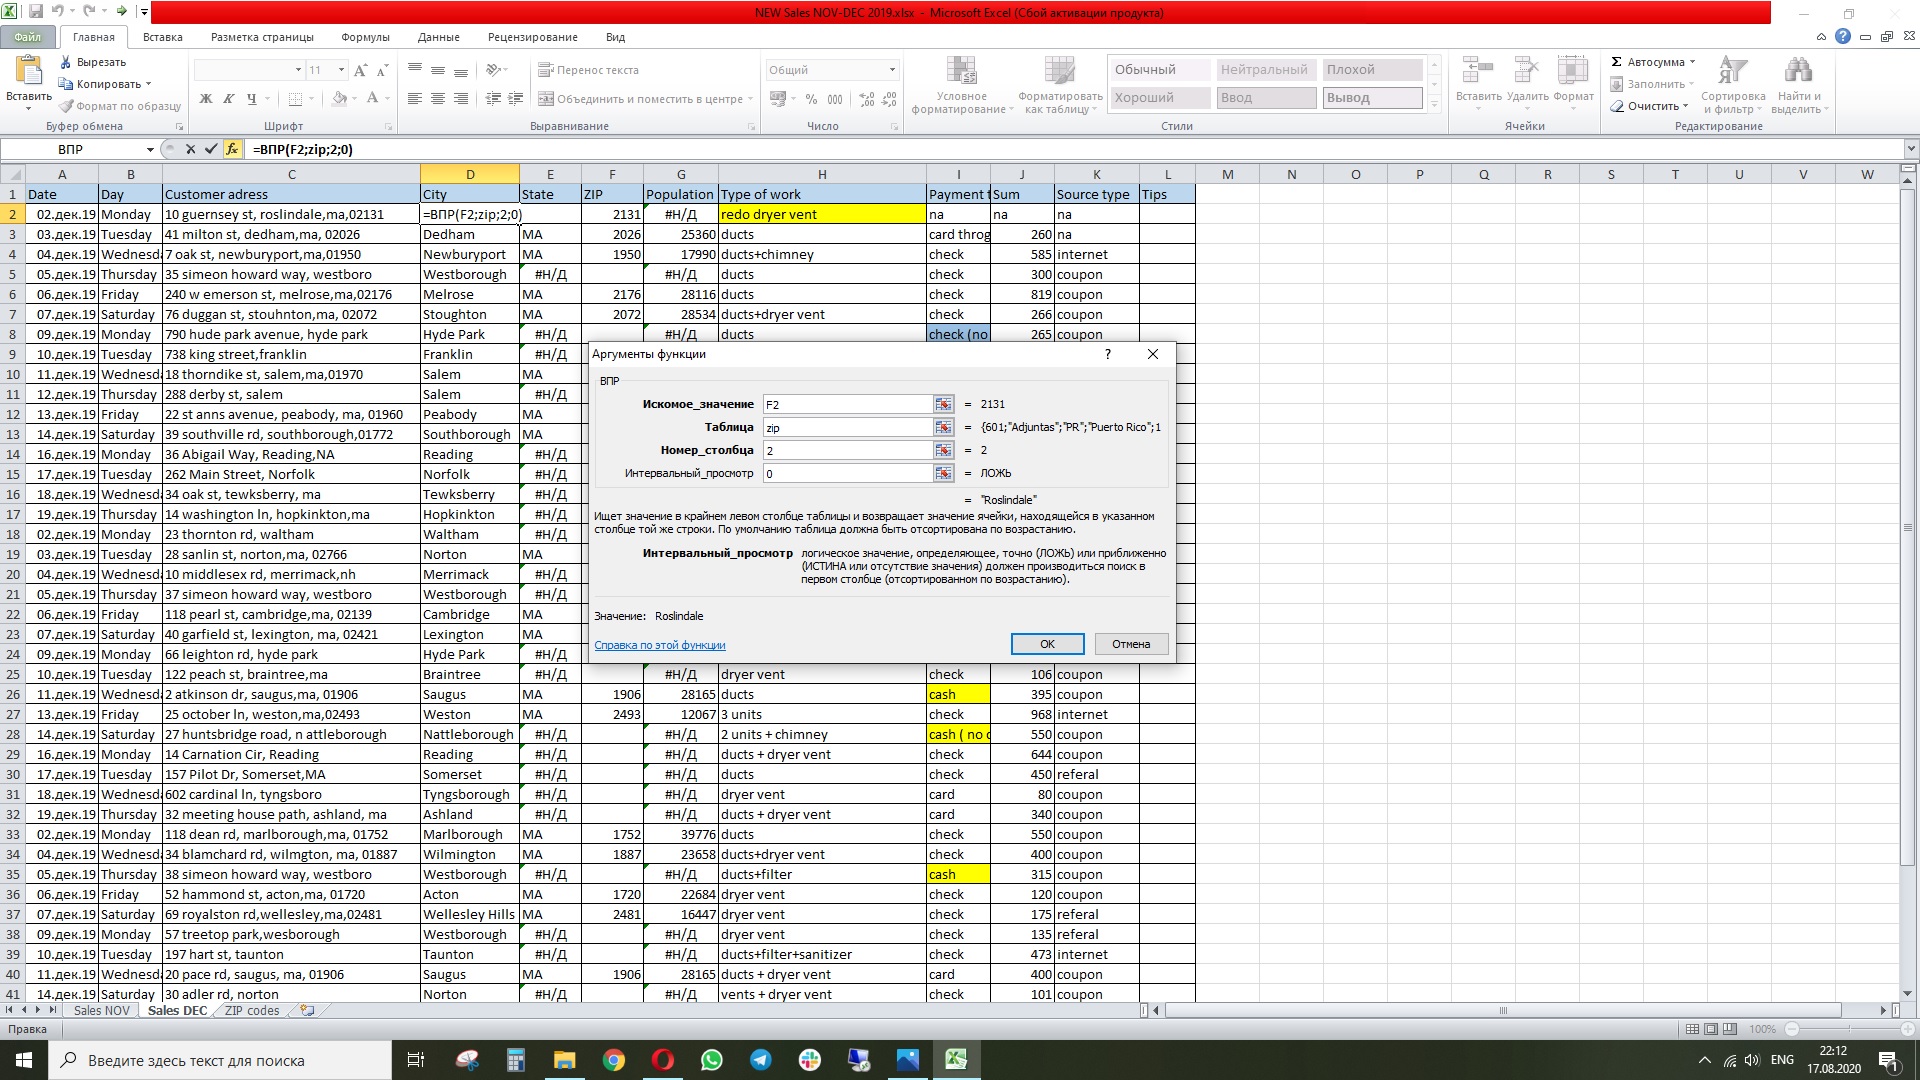 NEW Sales NOV-DEC 2019.xlsx - Microsoft Excel (Сбой активации продукта)
Файл Главная Вставка Разметка страницы Формулы Данные Рецензирование Вид
Вставить
Вырезать
Копировать
Формат по образцу
Буфер обмена
11
Ж К Ч
Шрифт
Перенос текста
Объединить и поместить в центре
Выравнивание
Общий
% 000
Число
Условное форматирование
Форматировать как таблицу
Обычный Нейтральный Плохой
Хороший Ввод Вывод
Стили
Вставить Удалить Формат
Ячейки
Автосумма
Заполнить
Очистить
Сортировка и фильтр
Найти и выделить
Редактирование
ВПР =ВПР(F2;zip;2;0)
A B C D E F G H I J K L M N O P Q R S T U V W
1 Date Day Customer adress City State ZIP Population Type of work Payment t Sum Source type Tips
2 02.дек.19 Monday 10 guernsey st, roslindale,ma,02131 =ВПР(F2;zip;2;0) 2131 #Н/Д redo dryer vent na na na
3 03.дек.19 Tuesday 41 milton st, dedham,ma, 02026 Dedham MA 2026 25360 ducts card throg 260 na
4 04.дек.19 Wednesda 7 oak st, newburyport,ma,01950 Newburyport MA 1950 17990 ducts+chimney check 585 internet
5 05.дек.19 Thursday 35 simeon howard way, westboro Westborough #Н/Д #Н/Д ducts check 300 coupon
6 06.дек.19 Friday 240 w emerson st, melrose,ma,02176 Melrose MA 2176 28116 ducts check 819 coupon
7 07.дек.19 Saturday 76 duggan st, stouhnton,ma, 02072 Stoughton MA 2072 28534 ducts+dryer vent check 266 coupon
8 09.дек.19 Monday 790 hude park avenue, hyde park Hyde Park #Н/Д #Н/Д ducts check (no 265 coupon
9 10.дек.19 Tuesday 738 king street,franklin Franklin #Н/Д
10 11.дек.19 Wednesda 18 thorndike st, salem,ma,01970 Salem MA
11 12.дек.19 Thursday 288 derby st, salem Salem #Н/Д
12 13.дек.19 Friday 22 st anns avenue, peabody, ma, 01960 Peabody MA
13 14.дек.19 Saturday 39 southville rd, southborough,01772 Southborough MA
14 16.дек.19 Monday 36 Abigail Way, Reading,NA Reading #Н/Д
15 17.дек.19 Tuesday 262 Main Street, Norfolk Norfolk #Н/Д
16 18.дек.19 Wednesda 34 oak st, tewksberry, ma Tewksberry #Н/Д
17 19.дек.19 Thursday 14 washington ln, hopkinkton,ma Hopkinkton #Н/Д
18 02.дек.19 Monday 23 thornton rd, waltham Waltham #Н/Д
19 03.дек.19 Tuesday 28 sanlin st, norton,ma, 02766 Norton MA
20 04.дек.19 Wednesda 10 middlesex rd, merrimack,nh Merrimack #Н/Д
21 05.дек.19 Thursday 37 simeon howard way, westboro Westborough #Н/Д
22 06.дек.19 Friday 118 pearl st, cambridge,ma, 02139 Cambridge MA
23 07.дек.19 Saturday 40 garfield st, lexington, ma, 02421 Lexington MA
24 09.дек.19 Monday 66 leighton rd, hyde park Hyde Park #Н/Д
25 10.дек.19 Tuesday 122 peach st, braintree,ma Braintree #Н/Д #Н/Д dryer vent check 106 coupon
26 11.дек.19 Wednesda 2 atkinson dr, saugus,ma, 01906 Saugus MA 1906 28165 ducts cash 395 coupon
27 13.дек.19 Friday 25 october ln, weston,ma,02493 Weston MA 2493 12067 3 units check 968 internet
28 14.дек.19 Saturday 27 huntsbridge road, n attleborough Nattleborough #Н/Д #Н/Д 2 units + chimney cash ( no c 550 coupon
29 16.дек.19 Monday 14 Carnation Cir, Reading Reading #Н/Д #Н/Д ducts + dryer vent check 644 coupon
30 17.дек.19 Tuesday 157 Pilot Dr, Somerset,MA Somerset #Н/Д #Н/Д ducts check 450 referal
31 18.дек.19 Wednesda 602 cardinal ln, tyngsboro Tyngsborough #Н/Д #Н/Д dryer vent card 80 coupon
32 19.дек.19 Thursday 32 meeting house path, ashland, ma Ashland #Н/Д #Н/Д ducts + dryer vent card 340 coupon
33 02.дек.19 Monday 118 dean rd, marlborough,ma, 01752 Marlborough MA 1752 39776 ducts check 550 coupon
34 04.дек.19 Wednesda 34 blamchard rd, wilmgton, ma, 01887 Wilmington MA 1887 23658 ducts+dryer vent check 400 coupon
35 05.дек.19 Thursday 38 simeon howard way, westboro Westborough #Н/Д #Н/Д ducts+filter cash 315 coupon
36 06.дек.19 Friday 52 hammond st, acton,ma, 01720 Acton MA 1720 22684 dryer vent check 120 coupon
37 07.дек.19 Saturday 69 royalston rd,wellesley,ma,02481 Wellesley Hills MA 2481 16447 dryer vent check 175 referal
38 09.дек.19 Monday 57 treetop park,wesborough Westborough #Н/Д #Н/Д dryer vent check 135 referal
39 10.дек.19 Tuesday 197 hart st, taunton Taunton #Н/Д #Н/Д ducts+filter+sanitizer check 473 internet
40 11.дек.19 Wednesda 20 pace rd, saugus, ma, 01906 Saugus MA 1906 28165 ducts + dryer vent card 400 coupon
41 14.дек.19 Saturday 30 adler rd, norton Norton #Н/Д #Н/Д vents + dryer vent check 101 coupon
Аргументы функции
ВПР
Искомое_значение F2 = 2131
Таблица zip = {601;"Adjuntas";"PR";"Puerto Rico";1
Номер_столбца 2 = 2
Интервальный_просмотр 0 = ЛОЖЬ
= "Roslindale"
Ищет значение в крайнем левом столбце таблицы и возвращает значение ячейки, находящейся в указанном
столбце той же строки. По умолчанию таблица должна быть отсортирована по возрастанию.
Интервальный_просмотр логическое значение, определяющее, точно (ЛОЖЬ) или приближенно
(ИСТИНА или отсутствие значения) должен производиться поиск в
первом столбце (отсортированном по возрастанию).
Значение: Roslindale
Справка по этой функции
ОК Отмена
Sales NOV Sales DEC ZIP codes
Правка 100%
Введите здесь текст для поиска
ENG
22:12
17.08.2020
1